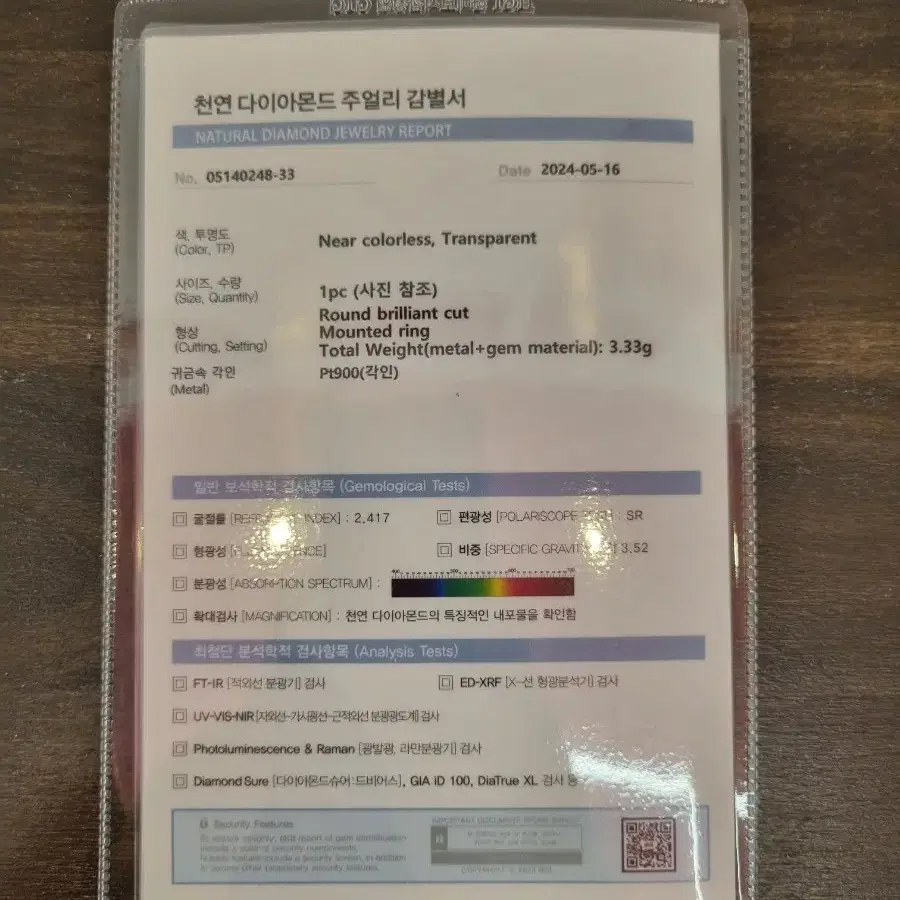 천연 다이아몬드 주얼리 감별서
NATURAL DIAMOND JEWELRY REPORT
No. 05140248-33 Date 2024-05-16
색, 투명도
(Color, TP)
Near colorless, Transparent
사이즈, 수량
(Size, Quantity)
1pc (사진 참조)
Round brilliant cut
형상
(Cutting, Setting)
Mounted ring
Total Weight(metal+gem material): 3.33g
귀금속 각인
(Metal)
Pt900(각인)
일반 보석학적 검사항목 (Gemological Tests)
굴절률 [INDEX] : 2.417 편광성 [POLARISCOPE : SR
형광성 비중 [SPECIFIC 3.52
분광성 [ABSORPTION SPECTRUM] :
확대검사 [MAGNIFICATION] : 천연 다이아몬드의 특징적인 내포물을 확인함
최첨단 분석학적 검사항목 (Analysis Tests)
FT-IR [적외선 분광기] 검사 ED-XRF [X-선 형광분석기] 검사
UV-VIS-NIR [자외선-가시광선-근적외선 분광광도계] 검사
Photoluminescence & Raman [광발광, 라만분광기] 검사
Diamond Sure [다이아몬드슈어:드비어스], GIA iD 100, DiaTrue XL 검사 등
Security Features